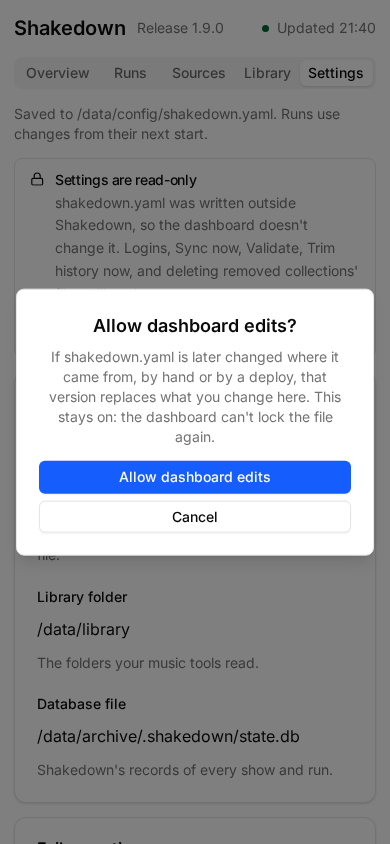 Shakedown Release 1.9.0 Updated 21:40
Overview Runs Sources Library Settings
Saved to /data/config/shakedown.yaml. Runs use
changes from their next start.
Settings are read-only
shakedown.yaml was written outside
Shakedown, so the dashboard doesn't
change it. Logins, Sync now, Validate, Trim
history now, and deleting removed collections'
Allow dashboard edits?
If shakedown.yaml is later changed where it
came from, by hand or by a deploy, that
version replaces what you change here. This
stays on: the dashboard can't lock the file
again.
Allow dashboard edits
Cancel
file.
Library folder
/data/library
The folders your music tools read.
Database file
/data/archive/.shakedown/state.db
Shakedown's records of every show and run.